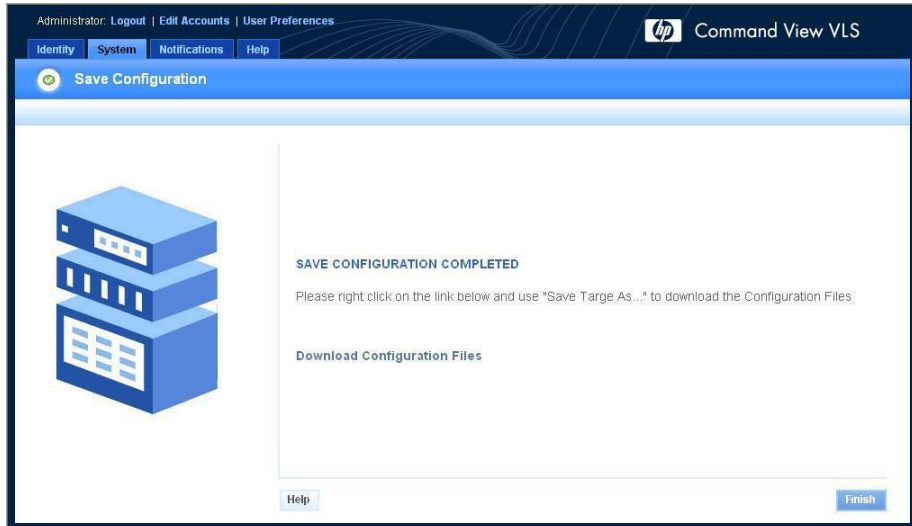 Administrator: Logout | Edit Accounts | User Preferences
hp Command View VLS
Identity System Notifications Help
Save Configuration
SAVE CONFIGURATION COMPLETED
Please right click on the link below and use "Save Targe As..." to download the Configuration Files
Download Configuration Files
Help Finish